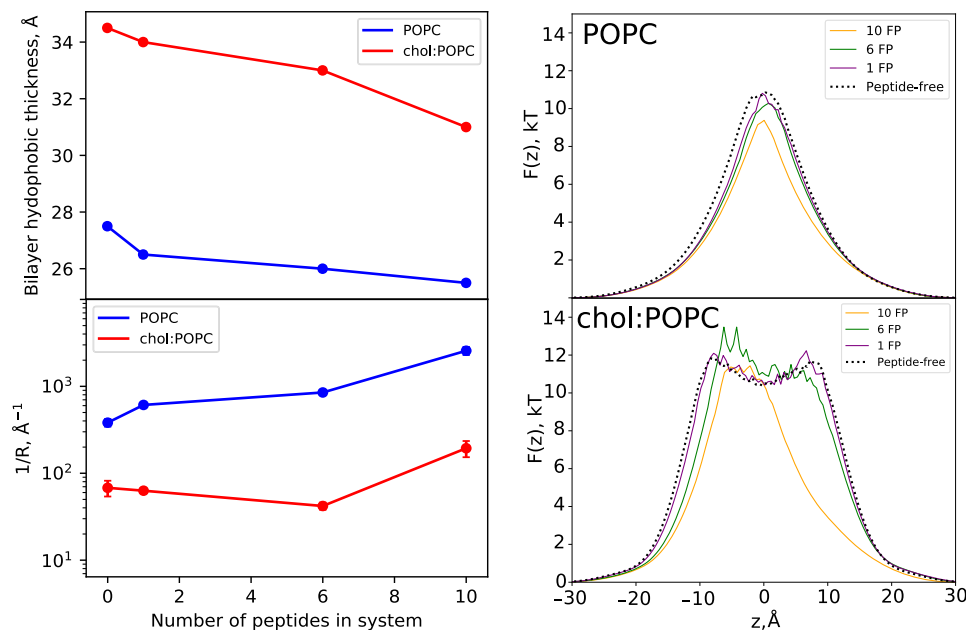 Bilayer hydophobic thickness, Å
34
32
30
28
26
POPC
chol:POPC
1/R, Å⁻¹
10³
10²
10¹
POPC
chol:POPC
0
2
4
6
8
10
Number of peptides in system
POPC
F(z), kT
14
12
10
8
6
4
2
10 FP
6 FP
1 FP
Peptide-free
chol:POPC
F(z), kT
14
12
10
8
6
4
2
0
10 FP
6 FP
1 FP
Peptide-free
−30
−20
−10
0
10
20
30
z,Å